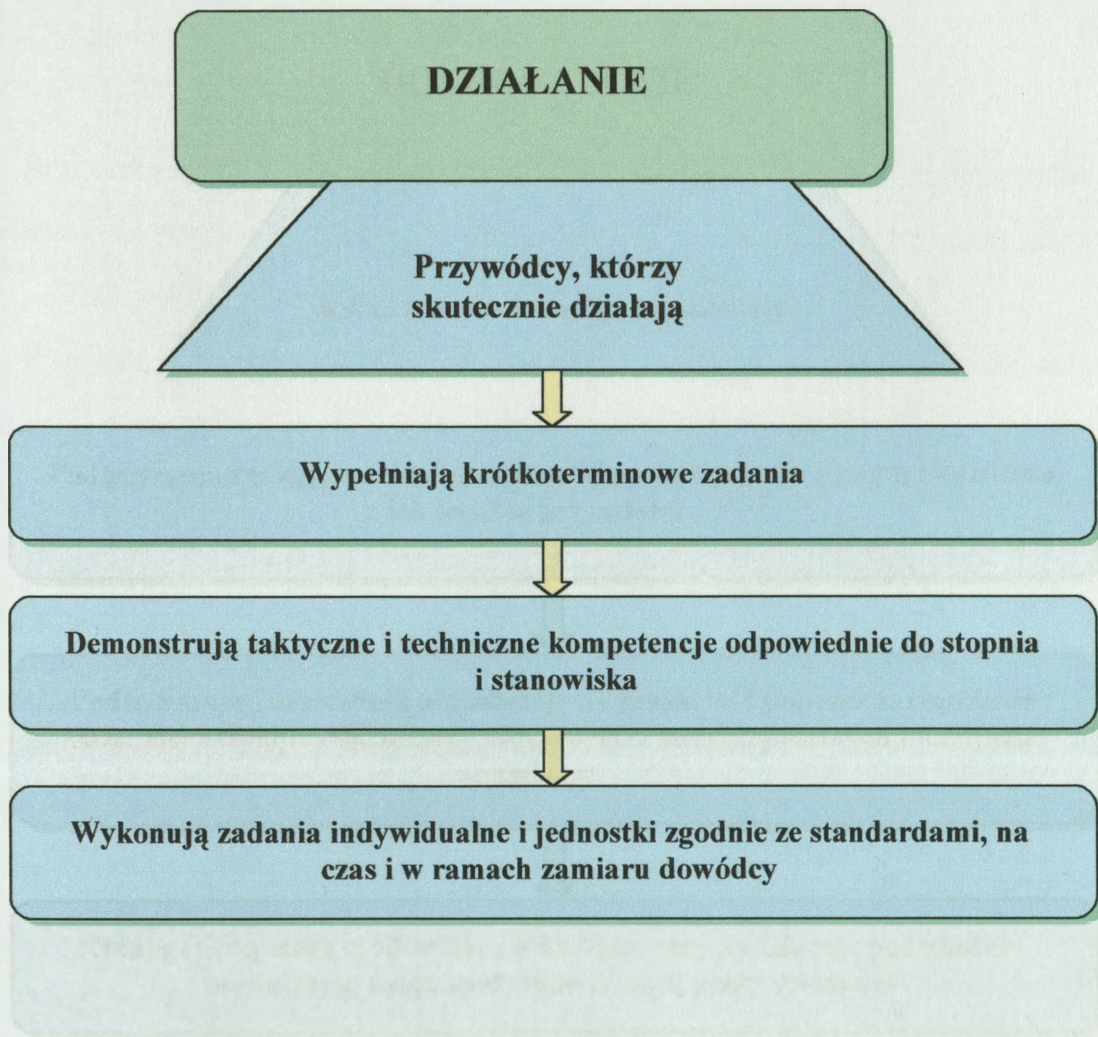 DZIAŁANIE
Przywódcy, którzy
skutecznie działają
Wypełniają krótkoterminowe zadania
Demonstrują taktyczne i techniczne kompetencje odpowiednie do stopnia
i stanowiska
Wykonują zadania indywidualne i jednostki zgodnie ze standardami, na
czas i w ramach zamiaru dowódcy